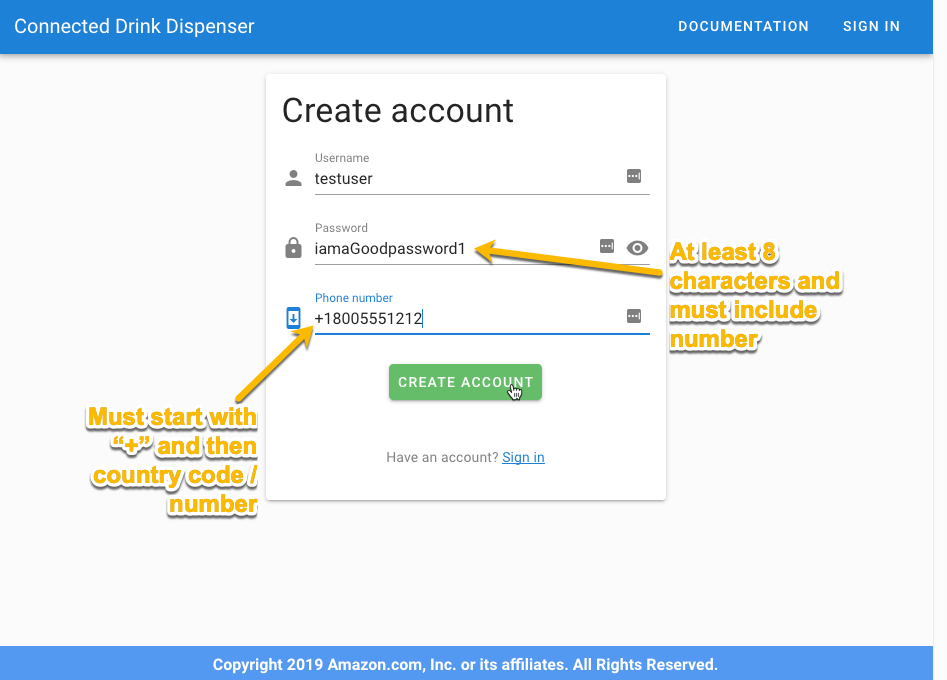 Connected Drink Dispenser
DOCUMENTATION
SIGN IN
Create account
Username
testuser
Password
iamaGoodpassword1
At least 8
characters and
must include
number
Phone number
+18005551212
CREATE ACCOUNT
Must start with
“+” and then
country code /
number
Have an account? Sign in
Copyright 2019 Amazon.com, Inc. or its affiliates. All Rights Reserved.